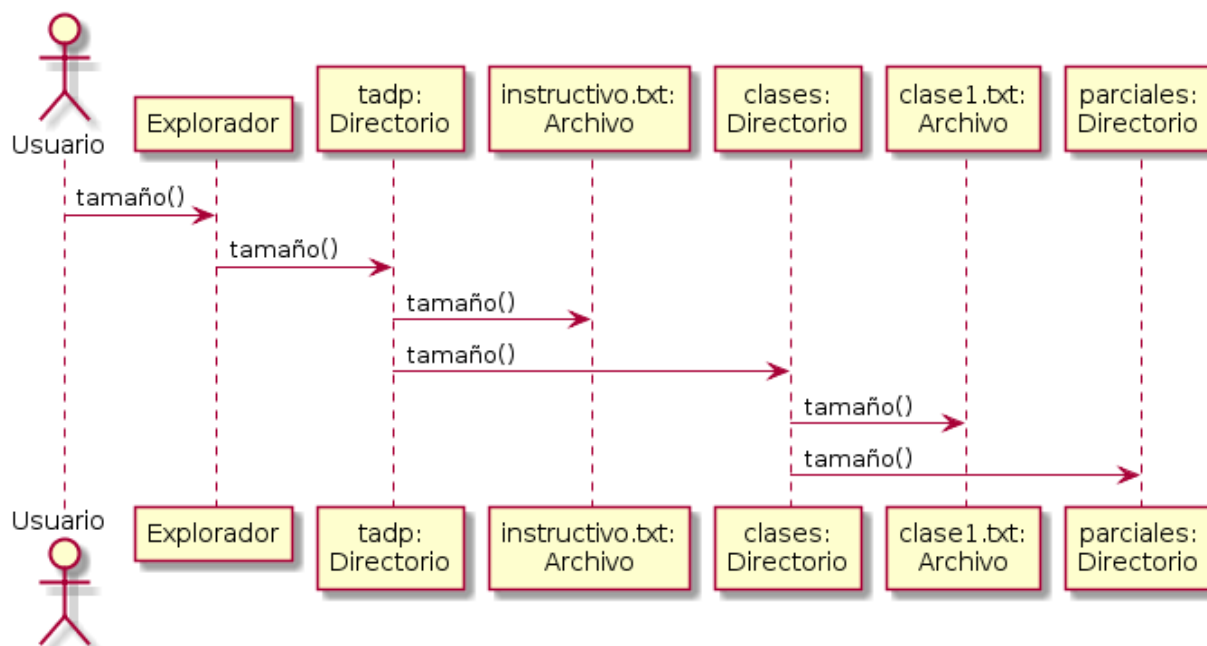 Usuario
Explorador
tadp:
Directorio
instructivo.txt:
Archivo
clases:
Directorio
clase1.txt:
Archivo
parciales:
Directorio
tamaño()
tamaño()
tamaño()
tamaño()
tamaño()
tamaño()
Usuario
Explorador
tadp:
Directorio
instructivo.txt:
Archivo
clases:
Directorio
clase1.txt:
Archivo
parciales:
Directorio